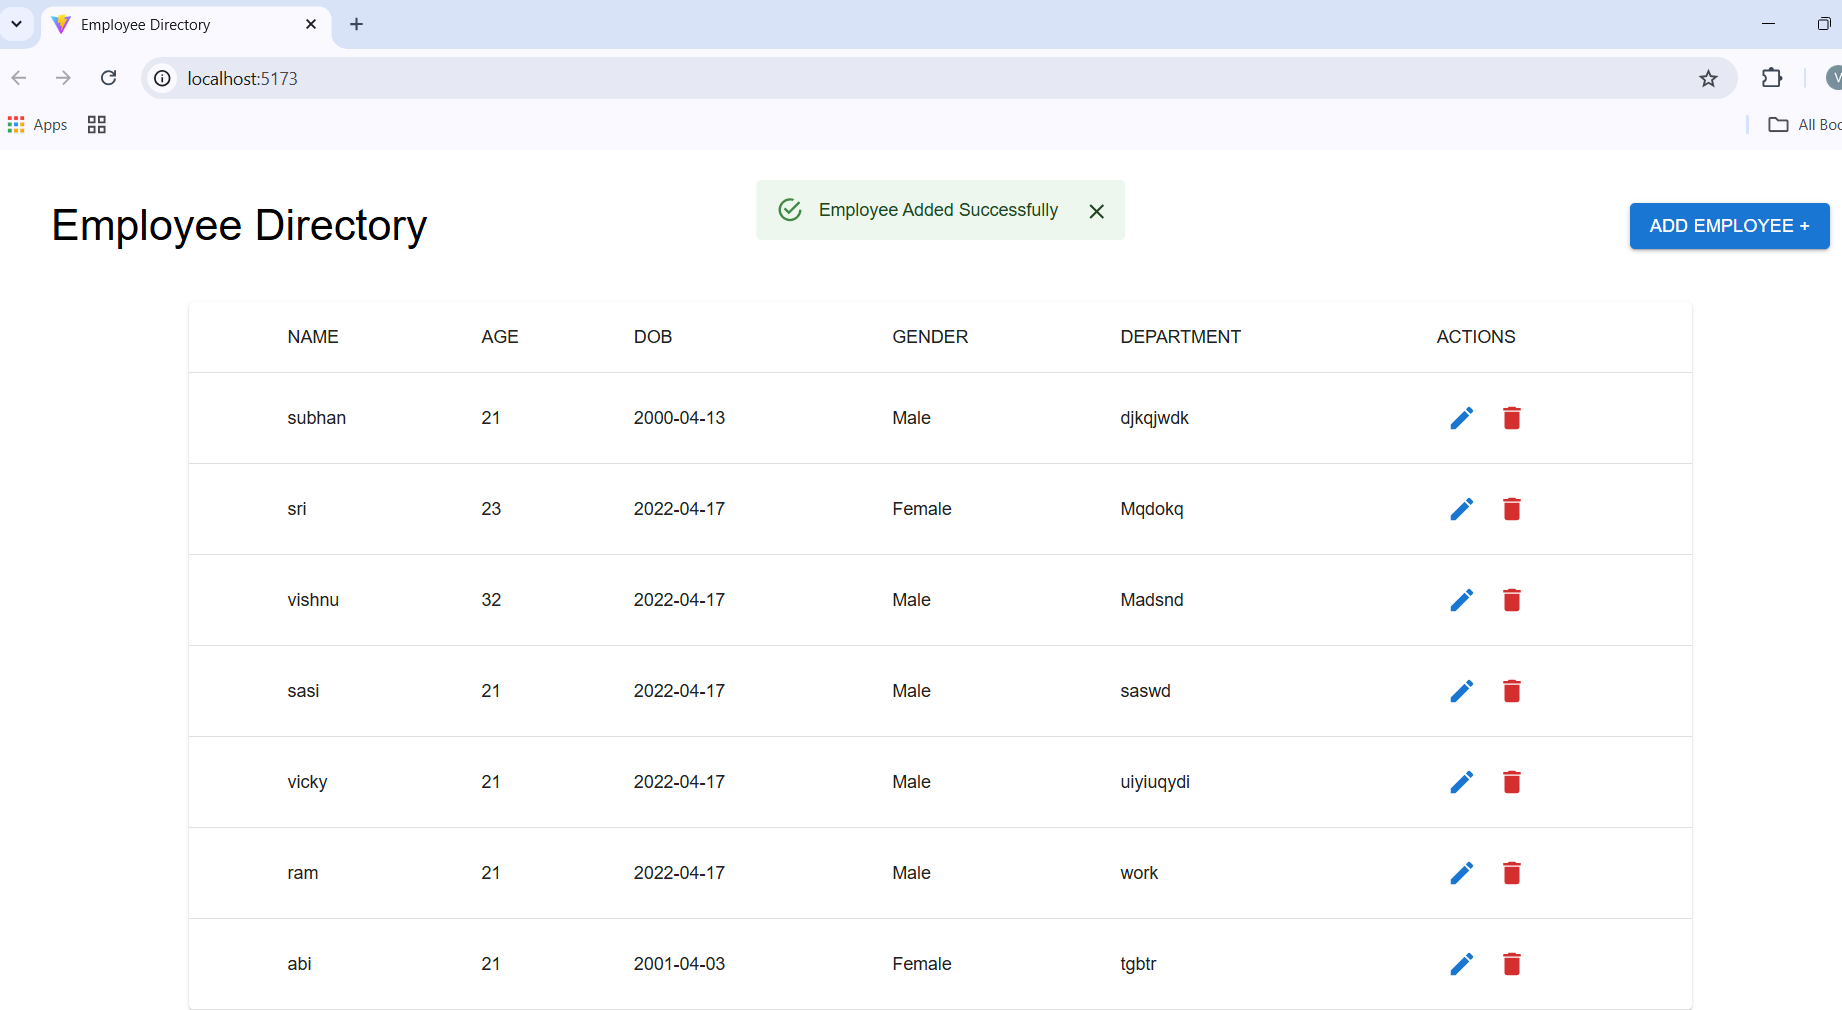 Employee Directory
localhost:5173
V
Apps
All Boo
Employee Directory
Employee Added Successfully
ADD EMPLOYEE +
NAME AGE DOB GENDER DEPARTMENT ACTIONS
subhan 21 2000-04-13 Male djkqjwdk
sri 23 2022-04-17 Female Mqdokq
vishnu 32 2022-04-17 Male Madsnd
sasi 21 2022-04-17 Male saswd
vicky 21 2022-04-17 Male uiyiuqydi
ram 21 2022-04-17 Male work
abi 21 2001-04-03 Female tgbtr